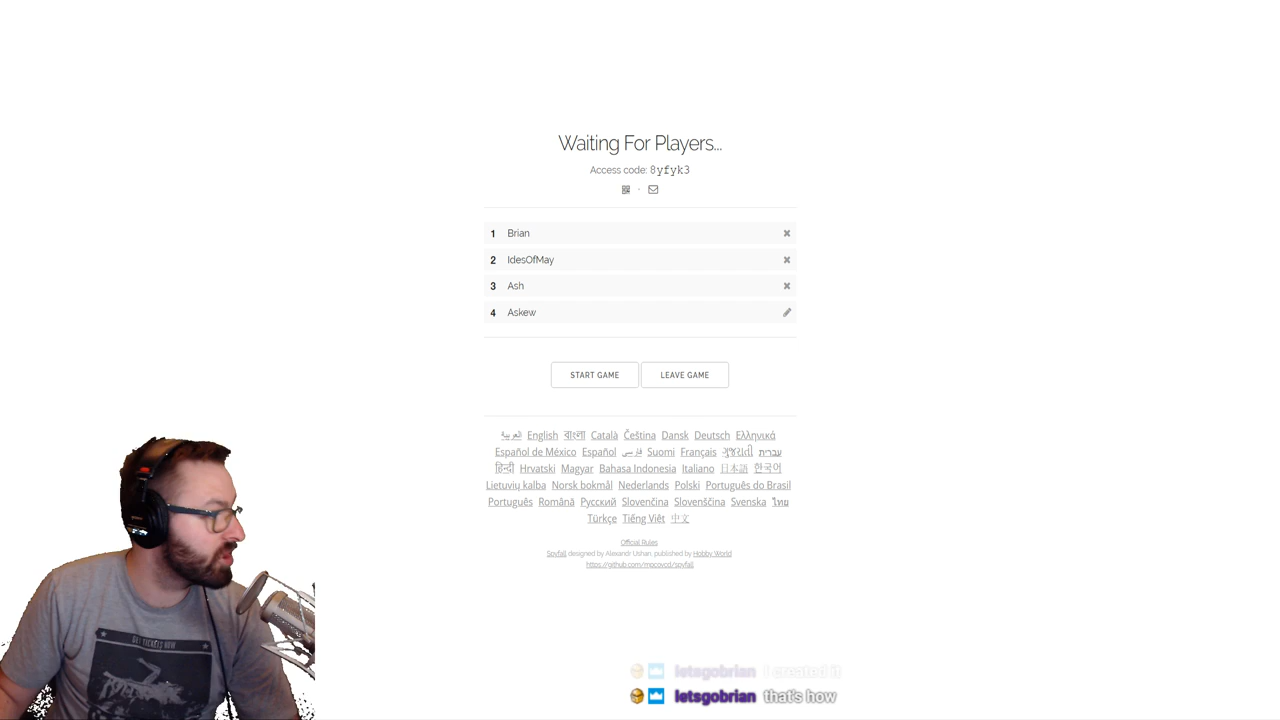 Waiting For Players...
Access code: 8yfyk3
1 Brian
2 IdesOfMay
3 Ash
4 Askew
START GAME LEAVE GAME
العربية English বাংলা Català Čeština Dansk Deutsch Ελληνικά
Español de México Español فارسی Suomi Français ગુજરાતી עברית
हिन्दी Hrvatski Magyar Bahasa Indonesia Italiano 日本語 한국어
Lietuvių kalba Norsk bokmål Nederlands Polski Português do Brasil
Português Română Русский Slovenčina Slovenščina Svenska ไทย
Türkçe Tiếng Việt 中文
Official Rules
Spyfall designed by Alexandr Ushan, published by Hobby World
https://github.com/mpcovcd/spyfall
GET TICKETS NOW
letsgobrian I created it
letsgobrian that's how